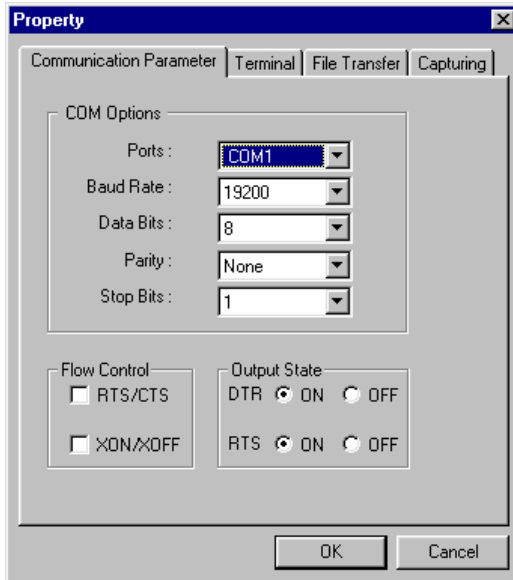 Property
Communication Parameter Terminal File Transfer Capturing
COM Options
Ports : COM1
Baud Rate : 19200
Data Bits : 8
Parity : None
Stop Bits : 1
Flow Control
RTS/CTS
XON/XOFF
Output State
DTR ON OFF
RTS ON OFF
OK Cancel